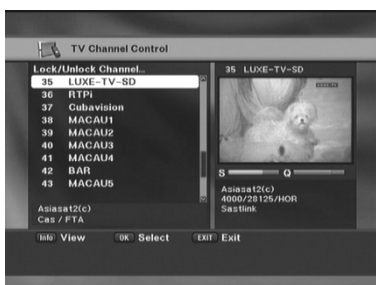 TV Channel Control
Lock/Unlock Channel...
35 LUXE-TV-SD
36 RTPi
37 Cubavision
38 MACAU1
39 MACAU2
40 MACAU3
41 MACAU4
42 BAR
43 MACAU5
Asiasat2(c)
Cas / FTA
35 LUXE-TV-SD
S Q
Asiasat2(c)
4000/28125/HOR
Sastlink
Info View OK Select EXIT Exit